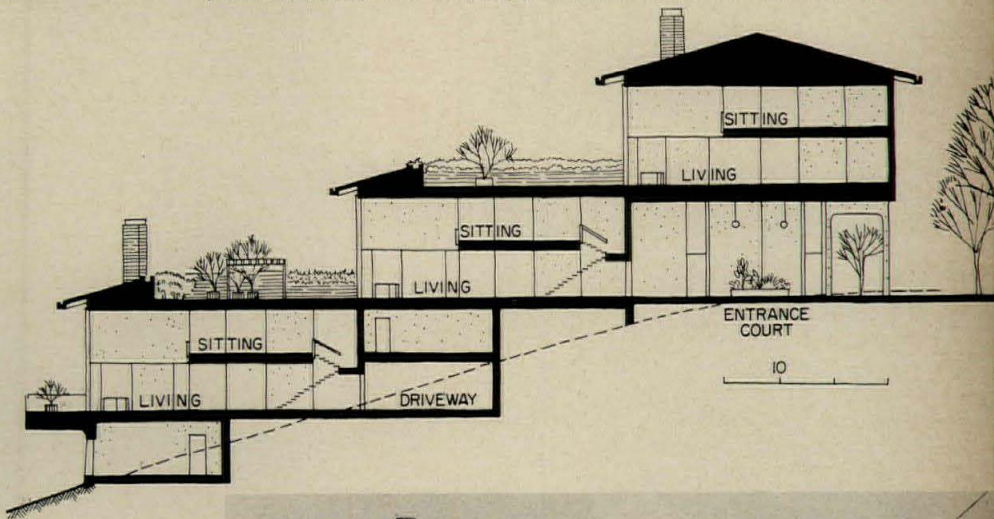 SITTING
LIVING
SITTING
LIVING
ENTRANCE
COURT
10
SITTING
LIVING
DRIVEWAY